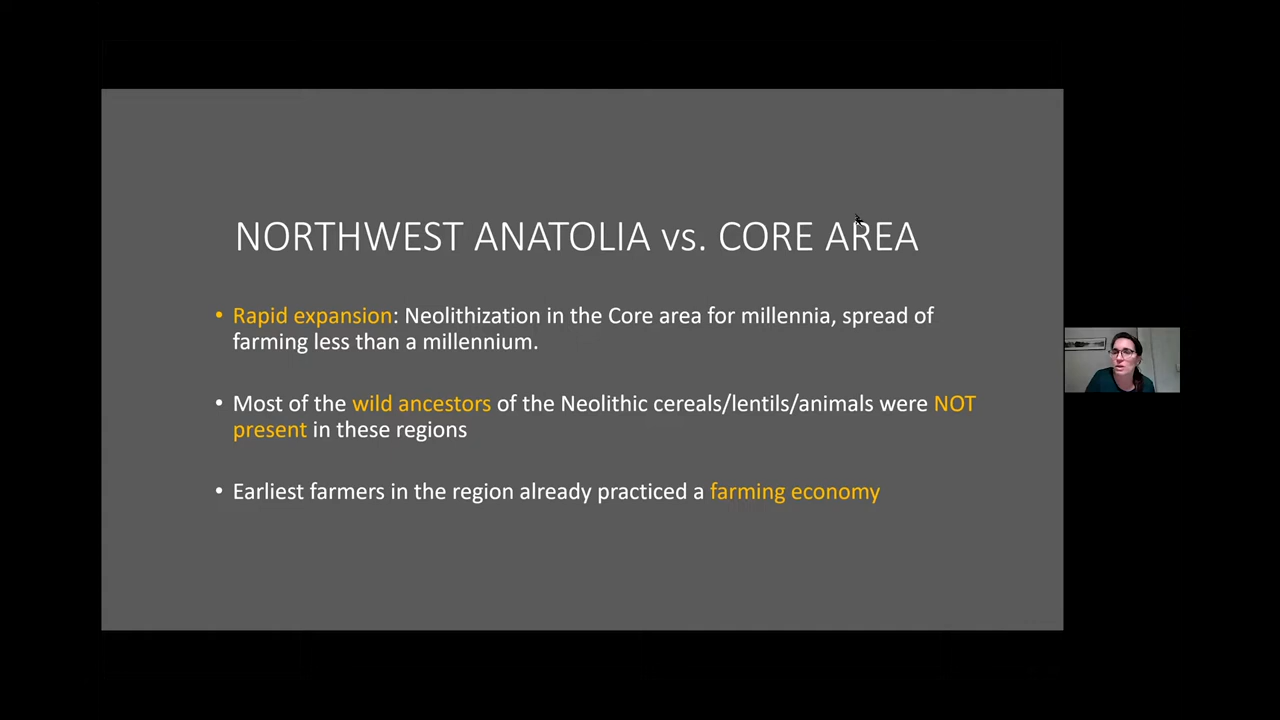 NORTHWEST ANATOLIA vs. CORE AREA
• Rapid expansion: Neolithization in the Core area for millennia, spread of
farming less than a millennium.
• Most of the wild ancestors of the Neolithic cereals/lentils/animals were NOT
present in these regions
• Earliest farmers in the region already practiced a farming economy